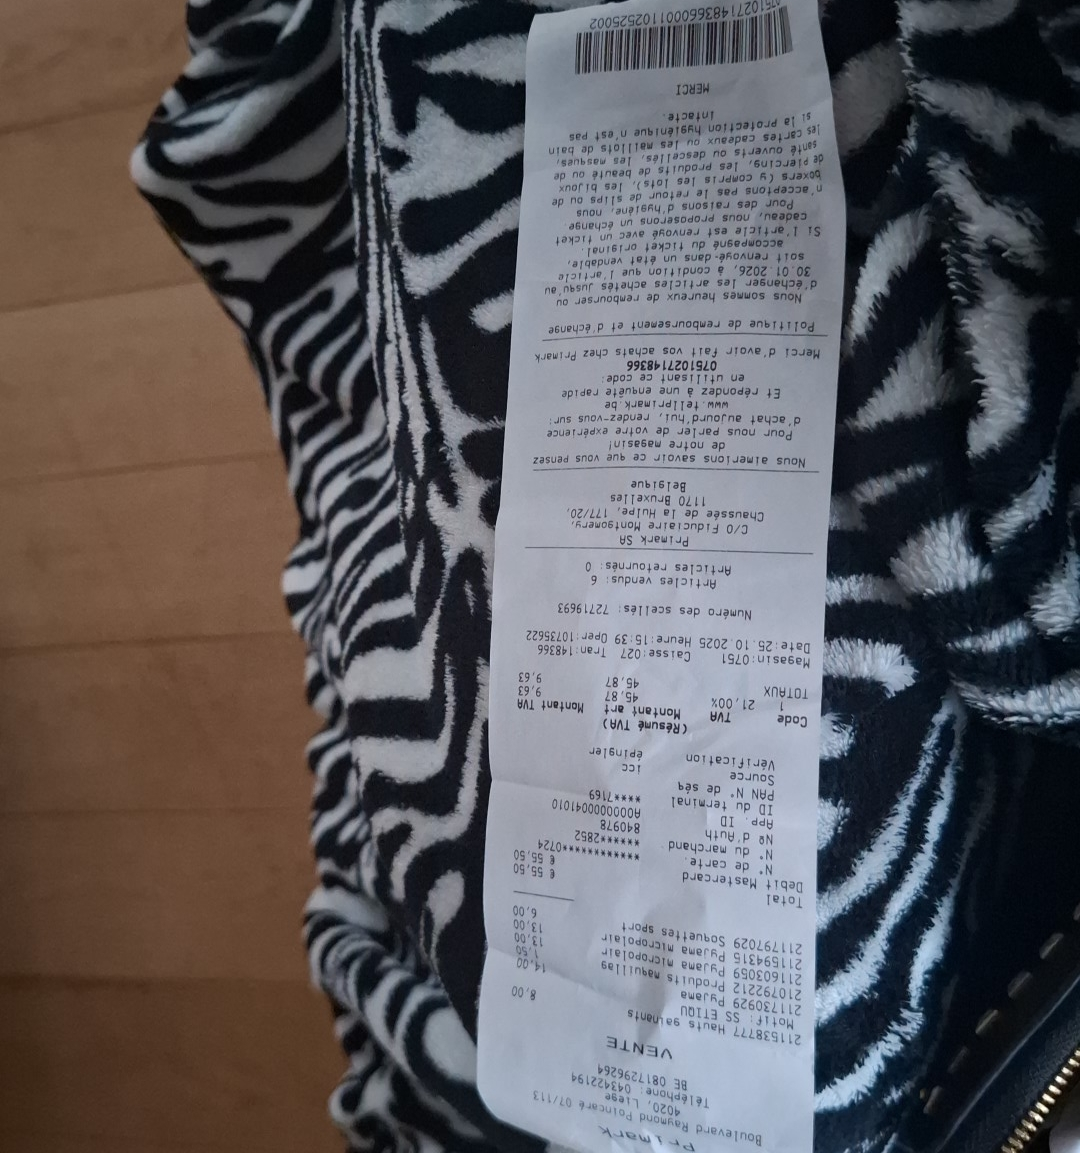 Primark
Boulevard Raymond Poincaré 07/113
4020, Liege
Téléphone: 043422194
BE 0817296264
VENTE
211538777 Hauts gainants 8,00
Motif: SS ETIQU
211730929 Pyjama 14,00
210792212 Produits maquillag 1,50
211603059 Pyjama micropolair 13,00
211594315 Pyjama micropolair 13,00
211797029 Soquettes sport 6,00
Total € 55,50
Debit Mastercard € 55,50
N° de carte. ************0724
N° du marchand ******2852
Nº d'Auth 840978
App. ID A0000000041010
ID du terminal ****7169
PAN N° de séq
Source icc
Vérification épingler
(Résumé TVA)
Code TVA Montant art Montant TVA
1 21,00% 45,87 9,63
TOTAUX 45,87 9,63
Magasin:0751 Caisse:027 Tran:148366
Date:25.10.2025 Heure:15:39 Oper:10735622
Numéro des scellés: 72719693
Articles vendus: 6
Articles retournés: 0
Primark SA
C/O Fiduciaire Montgomery,
Chaussée de la Hulpe, 177/20,
1170 Bruxelles
Belgique
Nous aimerions savoir ce que vous pensez
de notre magasin!
Pour nous parler de votre expérience
d'achat aujourd'hui, rendez-vous sur:
www.tellprimark.be
Et répondez à une enquête rapide
en utilisant ce code:
0751027148366
Merci d'avoir fait vos achats chez Primark
Politique de remboursement et d'échange
Nous sommes heureux de rembourser ou
d'échanger les articles achetés jusqu'au
30.01.2026, à condition que l'article
soit renvoyé dans un état vendable,
accompagné du ticket original.
Si l'article est renvoyé avec un ticket
cadeau, nous proposerons un échange
Pour des raisons d'hygiène, nous
n'acceptons pas le retour de slips ou de
boxers (y compris les lots), les bijoux
de piercing, les produits de beauté ou de
santé ouverts ou descellés, les masques,
les cartes cadeaux ou les maillots de bain
si la protection hygiénique n'est pas
intacte.
MERCI